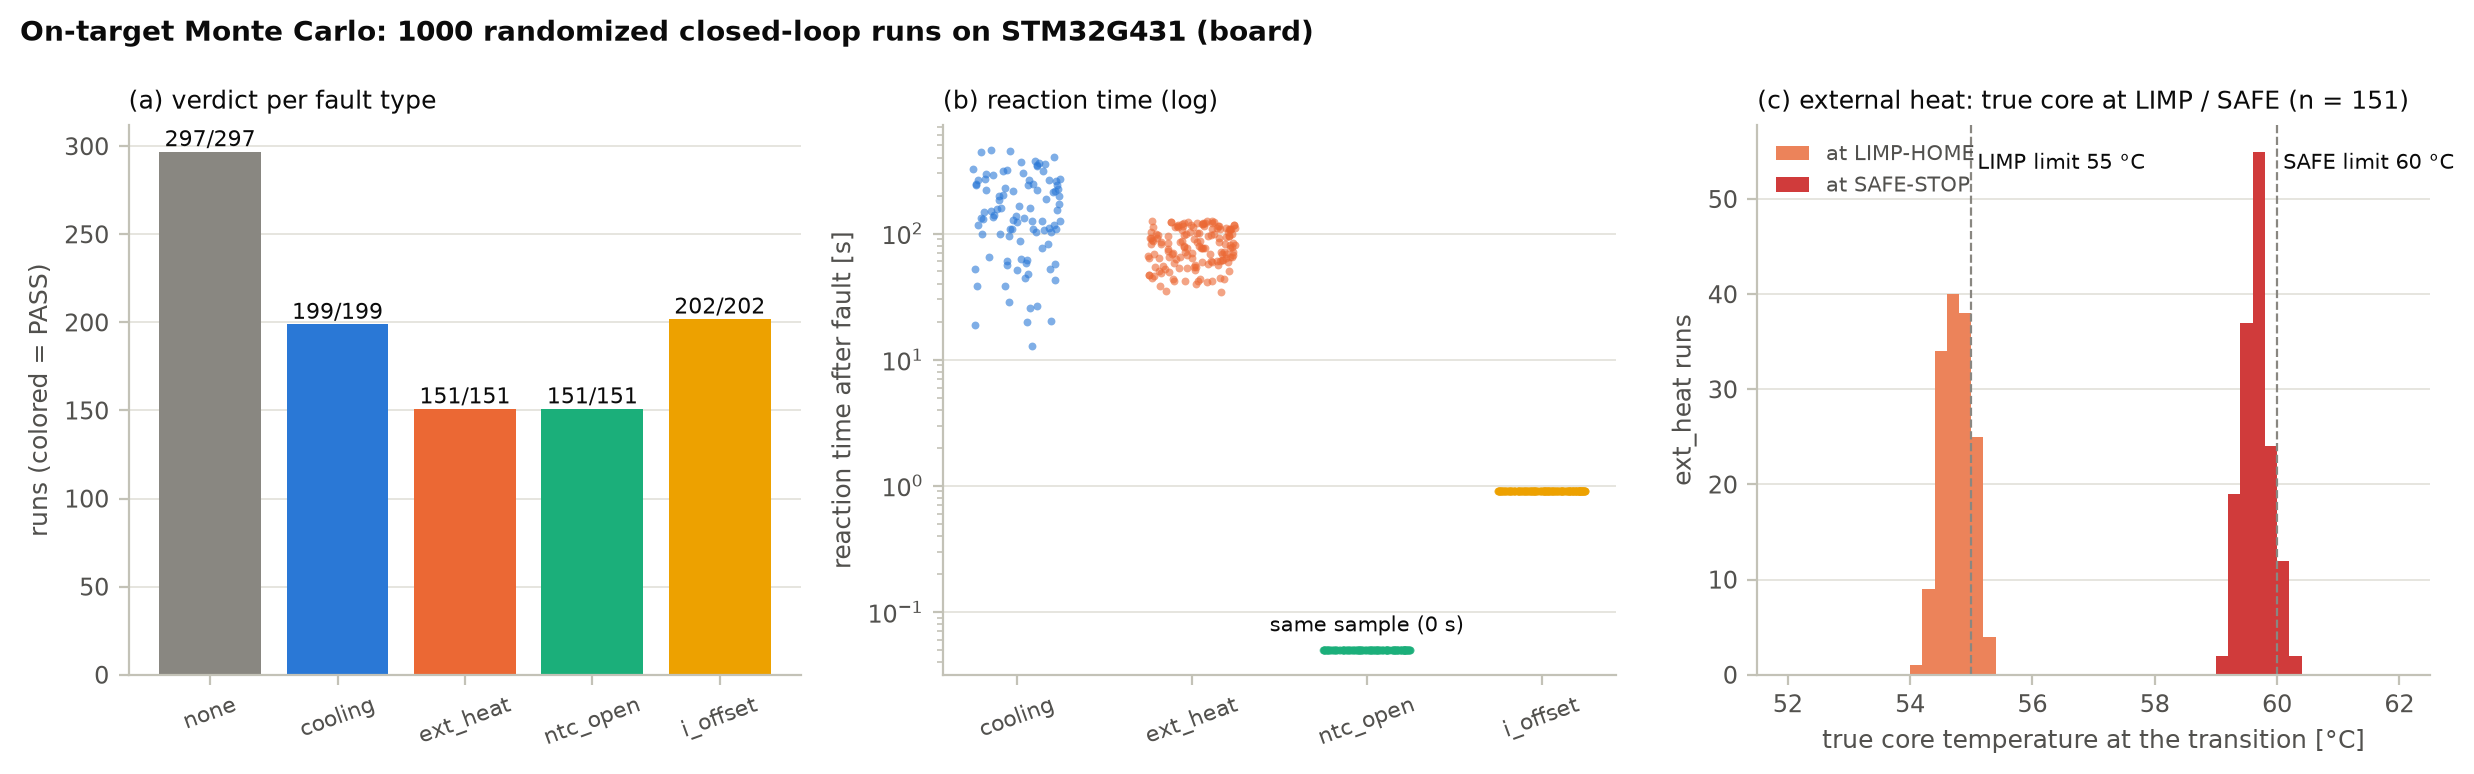 On-target Monte Carlo: 1000 randomized closed-loop runs on STM32G431 (board)
(a) verdict per fault type
runs (colored = PASS)
300
250
200
150
100
50
0
297/297
199/199
151/151
151/151
202/202
none
cooling
ext_heat
ntc_open
i_offset
(b) reaction time (log)
reaction time after fault [s]
10²
10¹
10⁰
10⁻¹
same sample (0 s)
cooling
ext_heat
ntc_open
i_offset
(c) external heat: true core at LIMP / SAFE (n = 151)
at LIMP-HOME
at SAFE-STOP
LIMP limit 55 °C
SAFE limit 60 °C
ext_heat runs
50
40
30
20
10
0
52
54
56
58
60
62
true core temperature at the transition [°C]